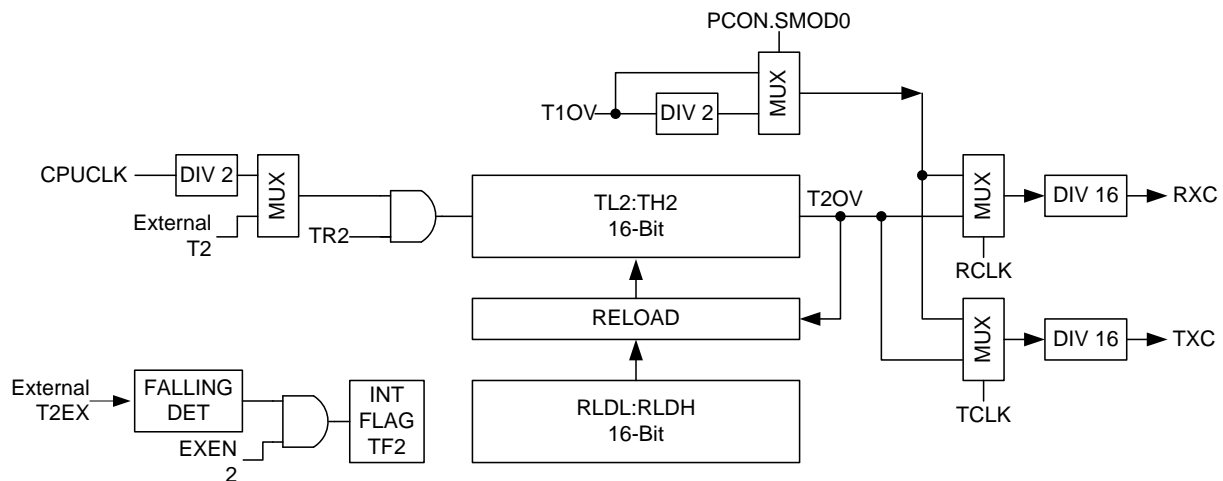 PCON.SMOD0
MUX
T1OV
DIV 2
CPUCLK
DIV 2
MUX
External
T2
TR2
TL2:TH2
16-Bit
T2OV
MUX
DIV 16
RXC
RCLK
RELOAD
MUX
DIV 16
TXC
TCLK
External
T2EX
FALLING
DET
EXEN
2
INT
FLAG
TF2
RLDL:RLDH
16-Bit